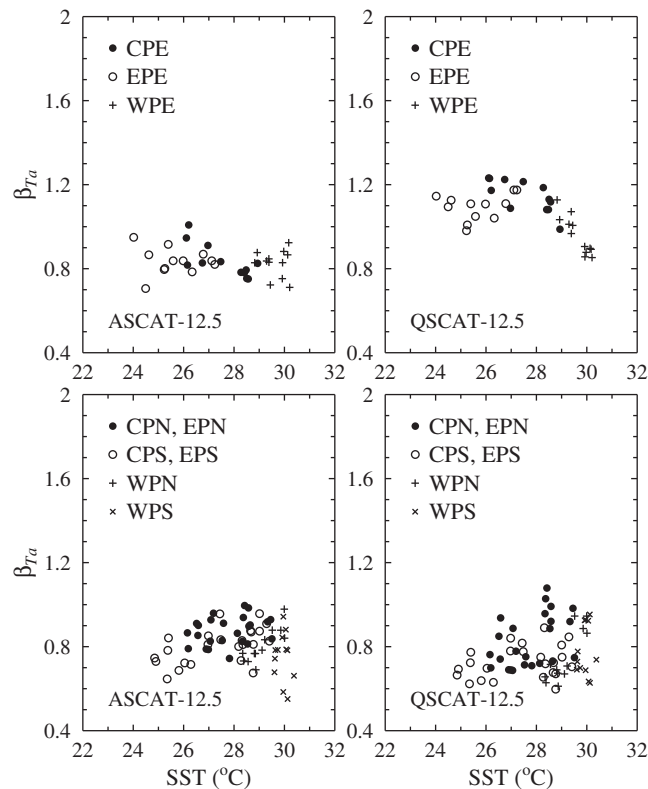 2
1.6
1.2
0.8
0.4
β_Ta
CPE
EPE
WPE
ASCAT-12.5
22 24 26 28 30 32
2
1.6
1.2
0.8
0.4
CPE
EPE
WPE
QSCAT-12.5
22 24 26 28 30 32
2
1.6
1.2
0.8
0.4
β_Ta
CPN, EPN
CPS, EPS
WPN
WPS
ASCAT-12.5
22 24 26 28 30 32
SST (°C)
2
1.6
1.2
0.8
0.4
CPN, EPN
CPS, EPS
WPN
WPS
QSCAT-12.5
22 24 26 28 30 32
SST (°C)